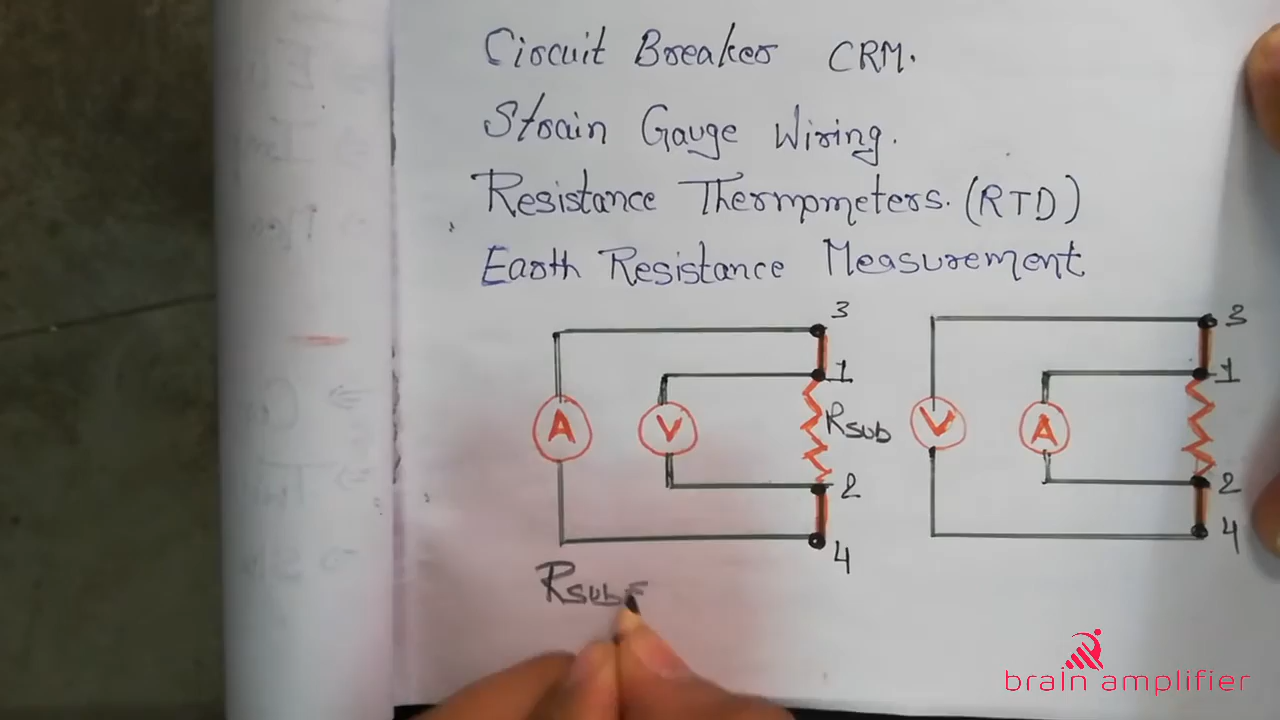 Circuit Breaker CRM.
Strain Gauge Wiring.
Resistance Thermpmeters. (RTD)
Earth Resistance Measurement
3
3
1
1
A
V
Rsub
V
A
2
2
4
4
Rsub=
brain amplifier